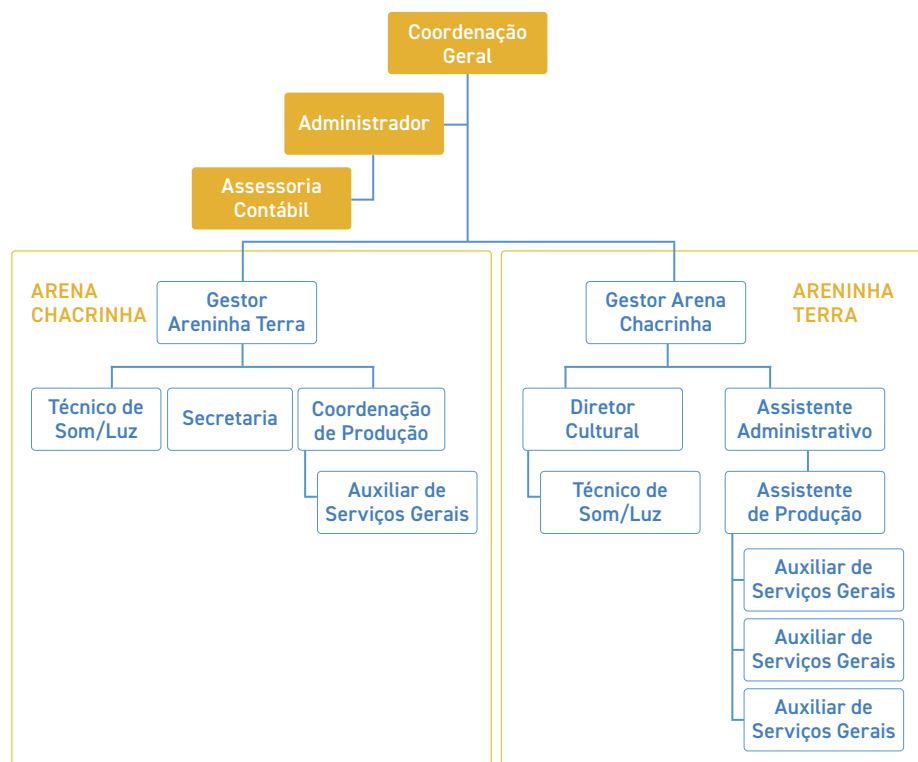 Coordenação
Geral
Administrador
Assessoria
Contábil
ARENA
CHACRINHA
Gestor
Areninha Terra
Técnico de
Som/Luz
Secretaria
Coordenação
de Produção
Auxiliar de
Serviços Gerais
Gestor Arena
Chacrinha
ARENINHA
TERRA
Diretor
Cultural
Assistente
Administrativo
Técnico de
Som/Luz
Assistente
de Produção
Auxiliar de
Serviços Gerais
Auxiliar de
Serviços Gerais
Auxiliar de
Serviços Gerais